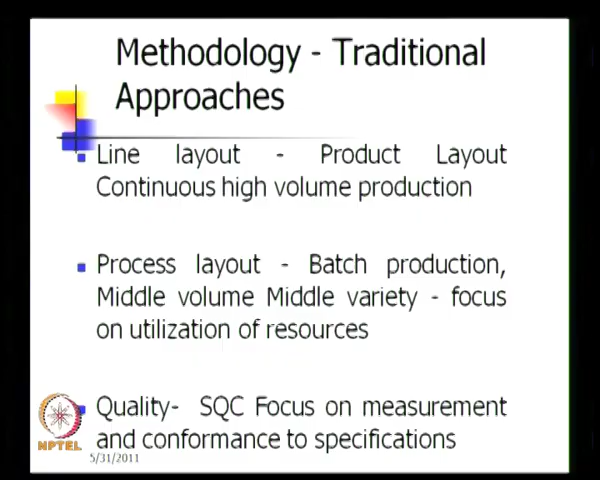 Methodology - Traditional
Approaches
Line layout - Product Layout
Continuous high volume production
Process layout - Batch production,
Middle volume Middle variety - focus
on utilization of resources
Quality- SQC Focus on measurement
and conformance to specifications
NPTEL
5/31/2011